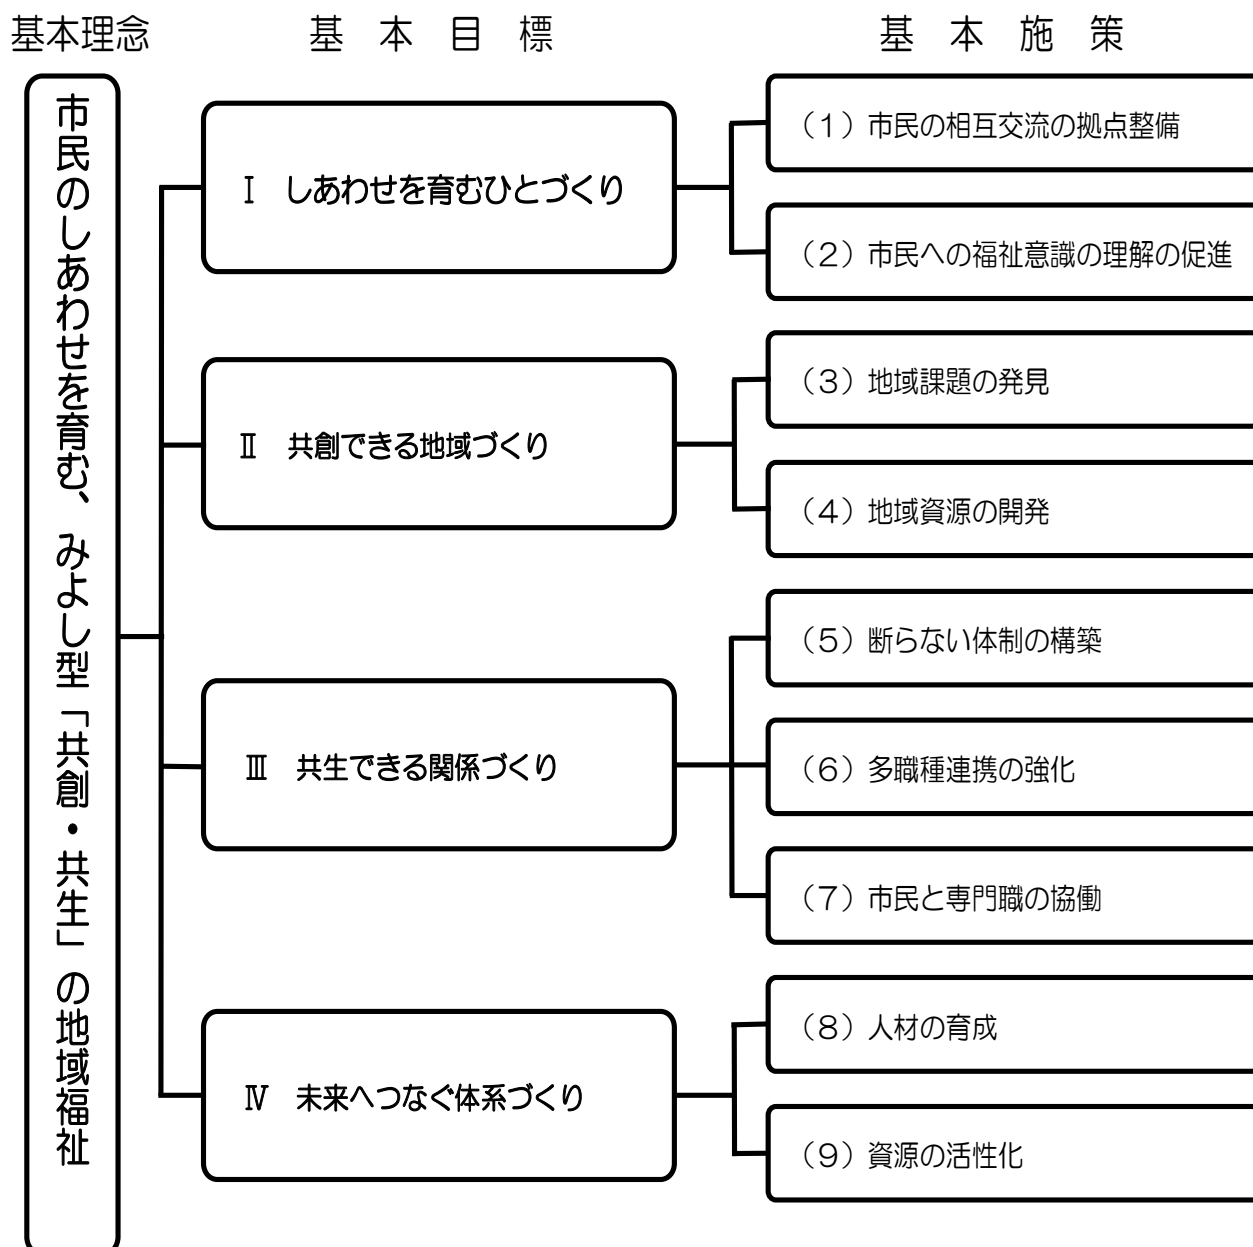 基本理念
基本目標
基本施策
市民のしあわせを育む、みよし型「共創・共生」の地域福祉
Ⅰ しあわせを育むひとづくり
（１）市民の相互交流の拠点整備
（２）市民への福祉意識の理解の促進
Ⅱ 共創できる地域づくり
（３）地域課題の発見
（４）地域資源の開発
Ⅲ 共生できる関係づくり
（５）断らない体制の構築
（６）多職種連携の強化
（７）市民と専門職の協働
Ⅳ 未来へつなぐ体系づくり
（８）人材の育成
（９）資源の活性化